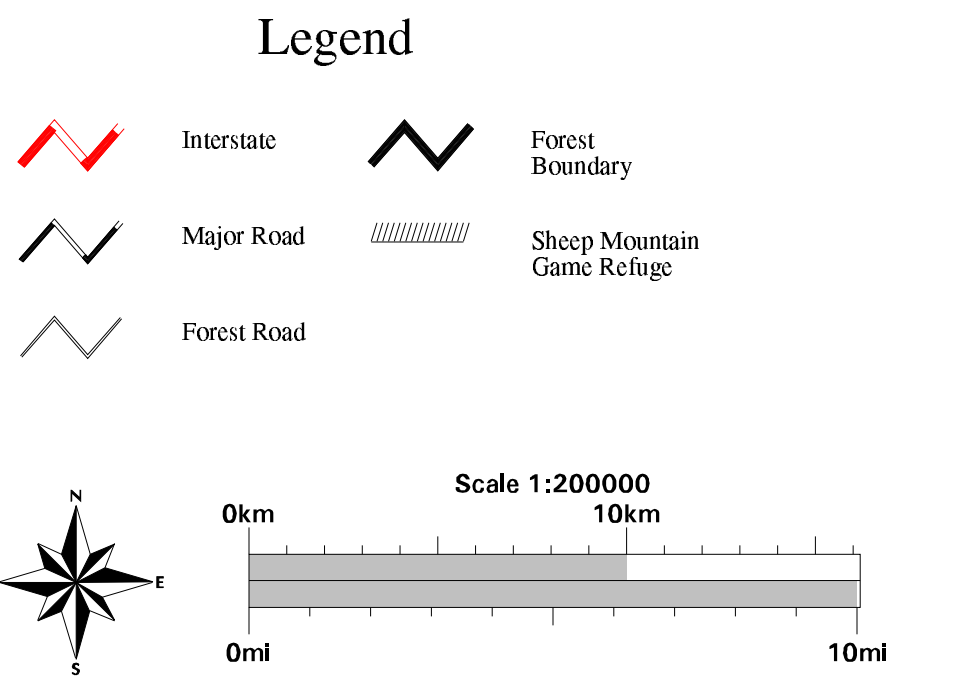 Legend
Interstate
Forest
Boundary
Major Road
Sheep Mountain
Game Refuge
Forest Road
Scale 1:200000
0km 10km
0mi 10mi
N
E
S